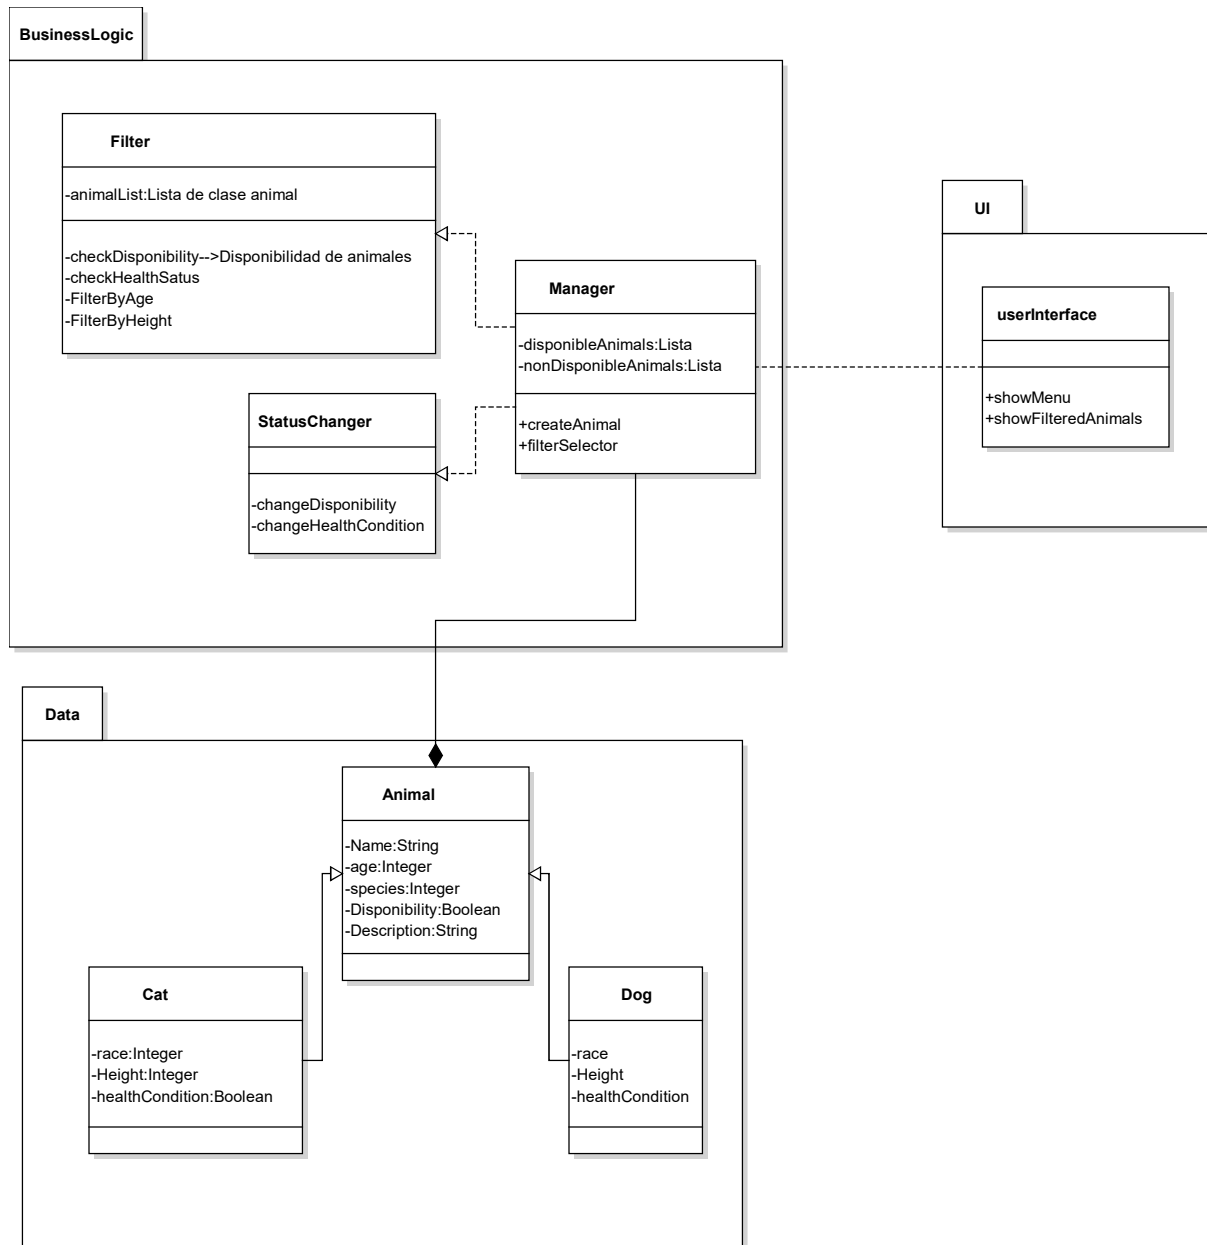 BusinessLogic
Filter
-animalList:Lista de clase animal
-checkDisponibility-->Disponibilidad de animales
-checkHealthSatus
-FilterByAge
-FilterByHeight
Manager
-disponibleAnimals:Lista
-nonDisponibleAnimals:Lista
+createAnimal
+filterSelector
StatusChanger
-changeDisponibility
-changeHealthCondition
UI
userInterface
+showMenu
+showFilteredAnimals
Data
Animal
-Name:String
-age:Integer
-species:Integer
-Disponibility:Boolean
-Description:String
Cat
-race:Integer
-Height:Integer
-healthCondition:Boolean
Dog
-race
-Height
-healthCondition